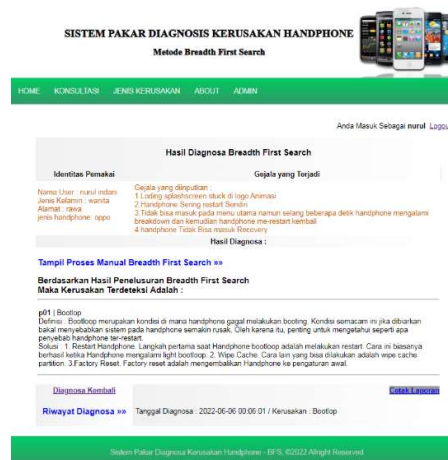 SISTEM PAKAR DIAGNOSIS KERUSAKAN HANDPHONE
Metode Breadth First Search
HOME KONSULTASI JENIS KERUSAKAN ABOUT ADMIN
Anda Masuk Sebagai nurul Logout
Hasil Diagnosa Breadth First Search
Identitas Pemakai
Nama User : nurul indani
Jenis Kelamin : wanita
Alamat : rawa
jenis handphone: oppo
Gejala yang Terjadi
Gejala yang diinputkan :
1.Loding splashscreen stuck di logo Animasi
2.Handphone Sering restart Sendiri
3.Tidak bisa masuk pada menu utama namun selang beberapa detik handphone mengalami
breakdown dan kemudian handphone me-restart kembali
4.handphone Tidak Bisa masuk Recovery
Hasil Diagnosa :
Tampil Proses Manual Breadth First Search »»
Berdasarkan Hasil Penelusuran Breadth First Search
Maka Kerusakan Terdeteksi Adalah :
p01 | Bootlop
Definisi : Bootloop merupakan kondisi di mana handphone gagal melakukan booting. Kondisi semacam ini jika dibiarkan
bakal menyebabkan sistem pada handphone semakin rusak. Oleh karena itu, penting untuk mengetahui seperti apa
penyebab handphone ter-restart.
Solusi : 1. Restart Handphone. Langkah pertama saat Handphone bootloop adalah melakukan restart. Cara ini biasanya
berhasil ketika Handphone mengalami light bootloop. 2. Wipe Cache. Cara lain yang bisa dilakukan adalah wipe cache
partition. 3.Factory Reset. Factory reset adalah mengembalikan Handphone ke pengaturan awal.
Diagnosa Kembali Cetak Laporan
Riwayat Diagnosa »» Tanggal Diagnosa : 2022-06-06 00:06:01 / Kerusakan : Bootlop
Sistem Pakar Diagnosa Kerusakan Handphone - BFS, ©2022 Allright Reserved